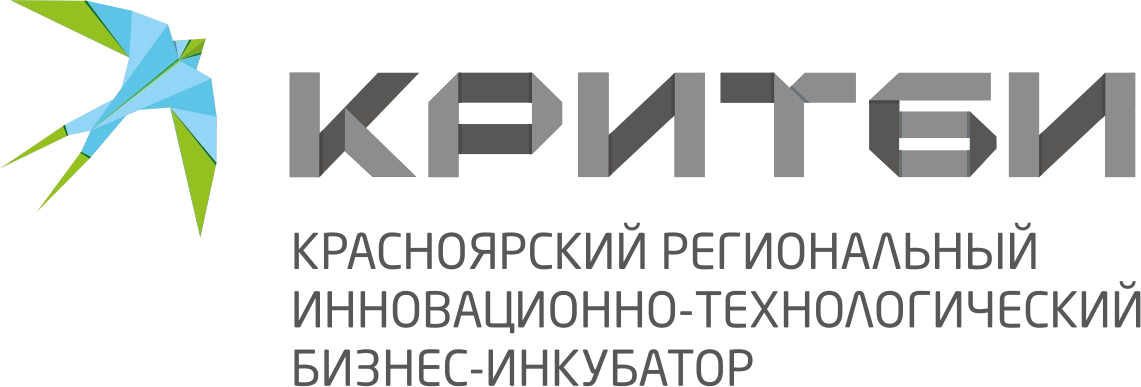 КРИТБИ
КРАСНОЯРСКИЙ РЕГИОНАЛЬНЫЙ
ИННОВАЦИОННО-ТЕХНОЛОГИЧЕСКИЙ
БИЗНЕС-ИНКУБАТОР